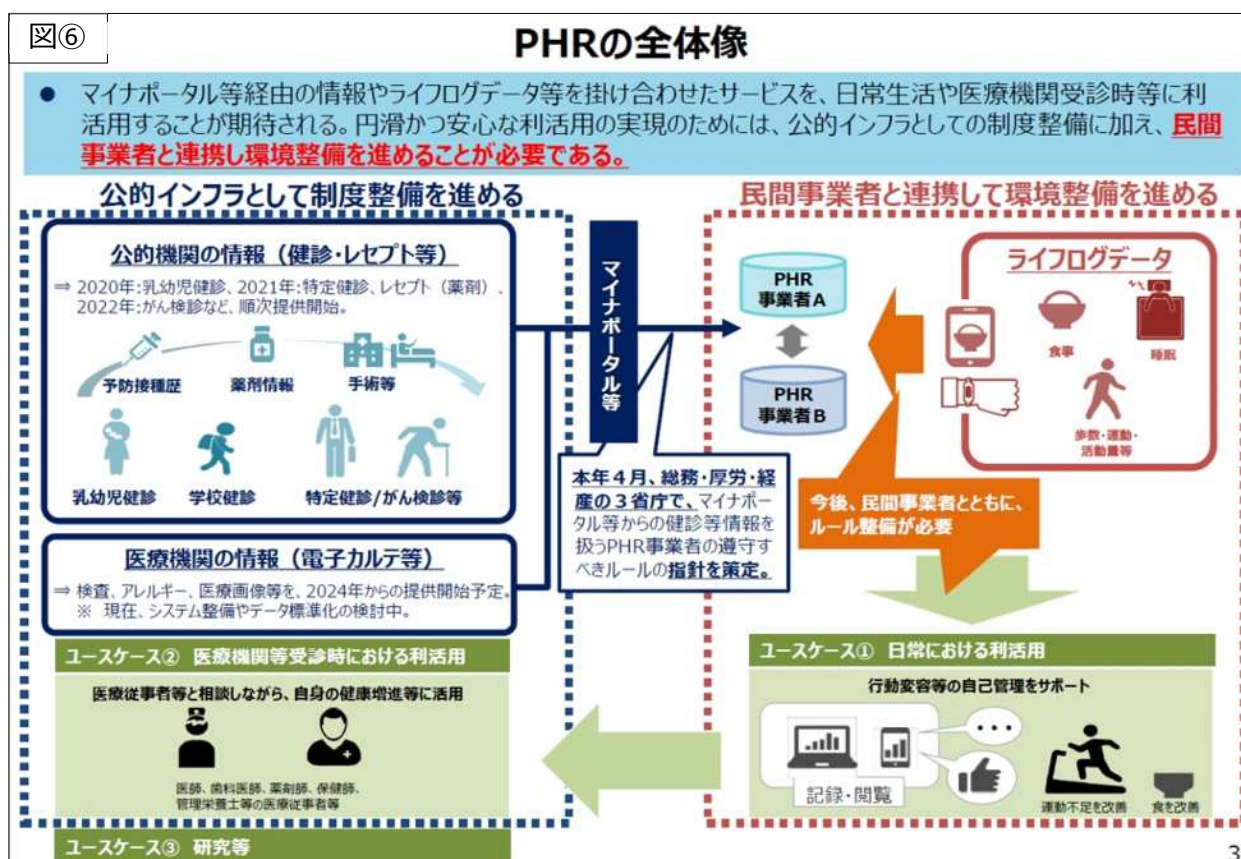 図⑥
PHRの全体像
● マイナポータル等経由の情報やライフログデータ等を掛け合わせたサービスを、日常生活や医療機関受診時等に利
活用することが期待される。円滑かつ安心な利活用の実現のためには、公的インフラとしての制度整備に加え、民間
事業者と連携し環境整備を進めることが必要である。
公的インフラとして制度整備を進める
公的機関の情報（健診・レセプト等）
⇒ 2020年:乳幼児健診、2021年:特定健診、レセプト（薬剤）、
2022年:がん検診など、順次提供開始。
予防接種歴
薬剤情報
手術等
乳幼児健診
学校健診
特定健診/がん検診等
医療機関の情報（電子カルテ等）
⇒ 検査、アレルギー、医療画像等を、2024年からの提供開始予定。
※ 現在、システム整備やデータ標準化の検討中。
マイナポータル等
本年４月、総務・厚労・経
産の３省庁で、マイナポー
タル等からの健診等情報を
扱うPHR事業者の遵守す
べきルールの指針を策定。
民間事業者と連携して環境整備を進める
PHR
事業者A
PHR
事業者B
ライフログデータ
食事
睡眠
歩数・運動・
活動量等
今後、民間事業者とともに、
ルール整備が必要
ユースケース① 日常における利活用
行動変容等の自己管理をサポート
記録・閲覧
運動不足を改善
食を改善
ユースケース② 医療機関等受診時における利活用
医療従事者等と相談しながら、自身の健康増進等に活用
医師、歯科医師、薬剤師、保健師、
管理栄養士等の医療従事者等
ユースケース③ 研究等
3